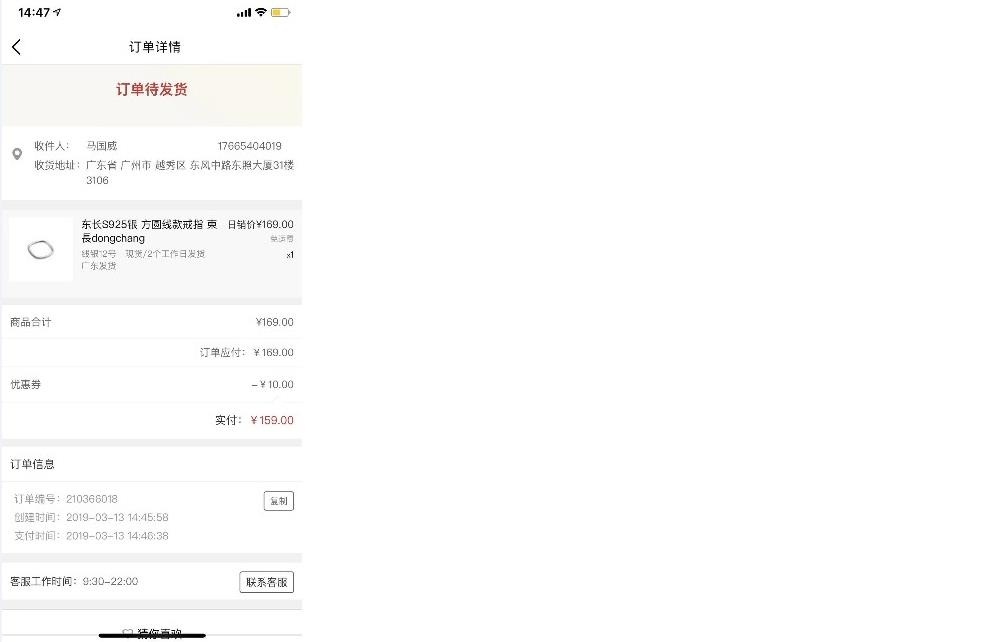 14:47
订单详情
订单待发货
收件人： 马国威 17665404019
收货地址：广东省 广州市 越秀区 东风中路东照大厦31楼
3106
东长S925银 方圆线款戒指 東 日销价¥169.00
長dongchang 免运费
线银12号 现货/2个工作日发货 x1
广东发货
商品合计 ¥169.00
订单应付：¥169.00
优惠券 -¥10.00
实付：¥159.00
订单信息
订单编号：210366018 复制
创建时间：2019-03-13 14:45:58
支付时间：2019-03-13 14:46:38
客服工作时间：9:30-22:00 联系客服
猜你喜欢